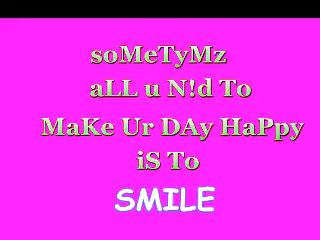 soMeTyMz
aLL u N!d To
MaKe Ur DAy HaPpy
iS To
SMILE